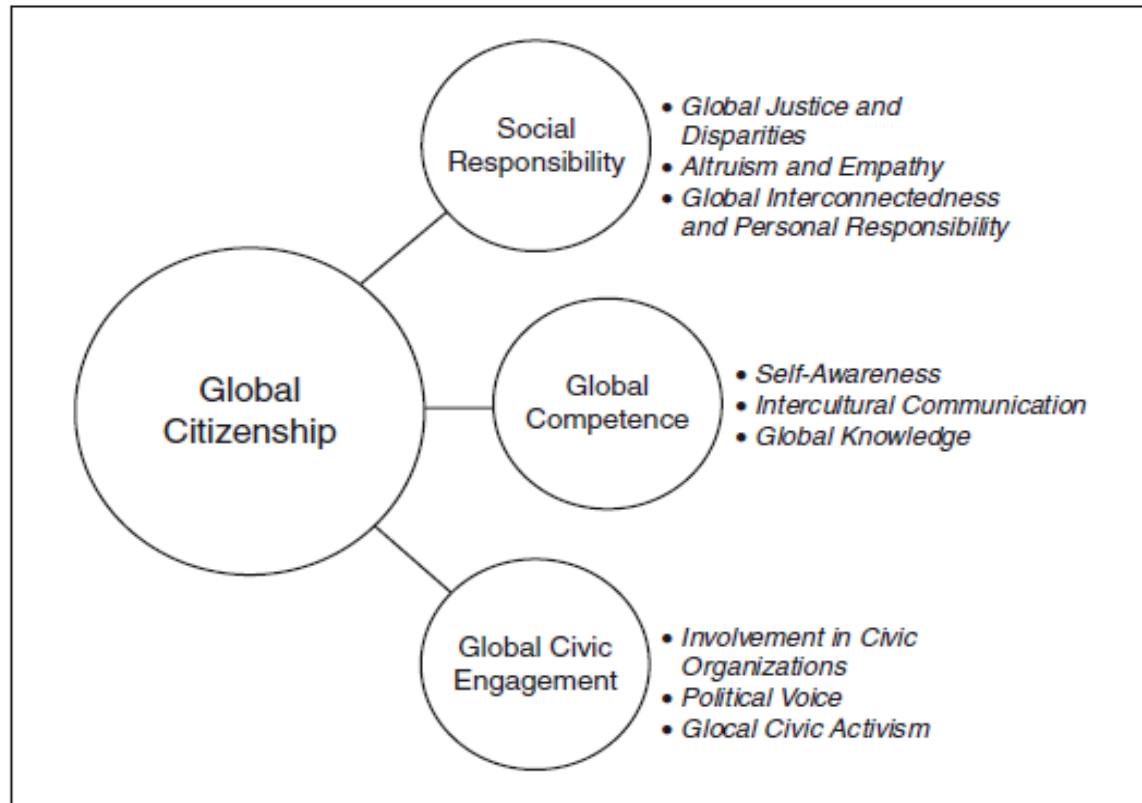 Social
Responsibility
• Global Justice and
Disparities
• Altruism and Empathy
• Global Interconnectedness
and Personal Responsibility
Global
Citizenship
Global
Competence
• Self-Awareness
• Intercultural Communication
• Global Knowledge
Global Civic
Engagement
• Involvement in Civic
Organizations
• Political Voice
• Glocal Civic Activism